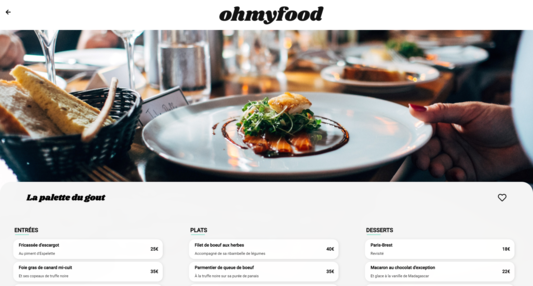 ohmyfood
La palette du gout
ENTRÉES
Fricassée d'escargot
Au piment d'Espelette
25€
Foie gras de canard mi-cuit
Et ses copeaux de truffe noire
35€
PLATS
Filet de boeuf aux herbes
Accompagné de sa ribambelle de légumes
40€
Parmentier de queue de boeuf
À la truffe noire sur sa purée de panais
35€
DESSERTS
Paris-Brest
Revisité
18€
Macaron au chocolat d'exception
Et glace à la vanille de Madagascar
22€